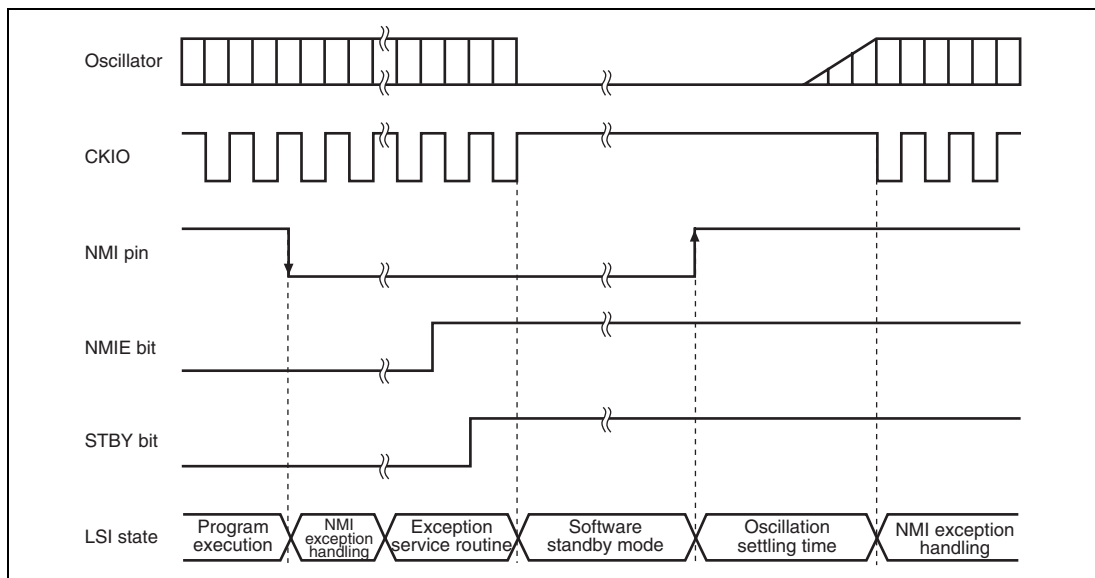 Oscillator
CKIO
NMI pin
NMIE bit
STBY bit
LSI state
Program
execution
NMI
exception
handling
Exception
service routine
Software
standby mode
Oscillation
settling time
NMI exception
handling